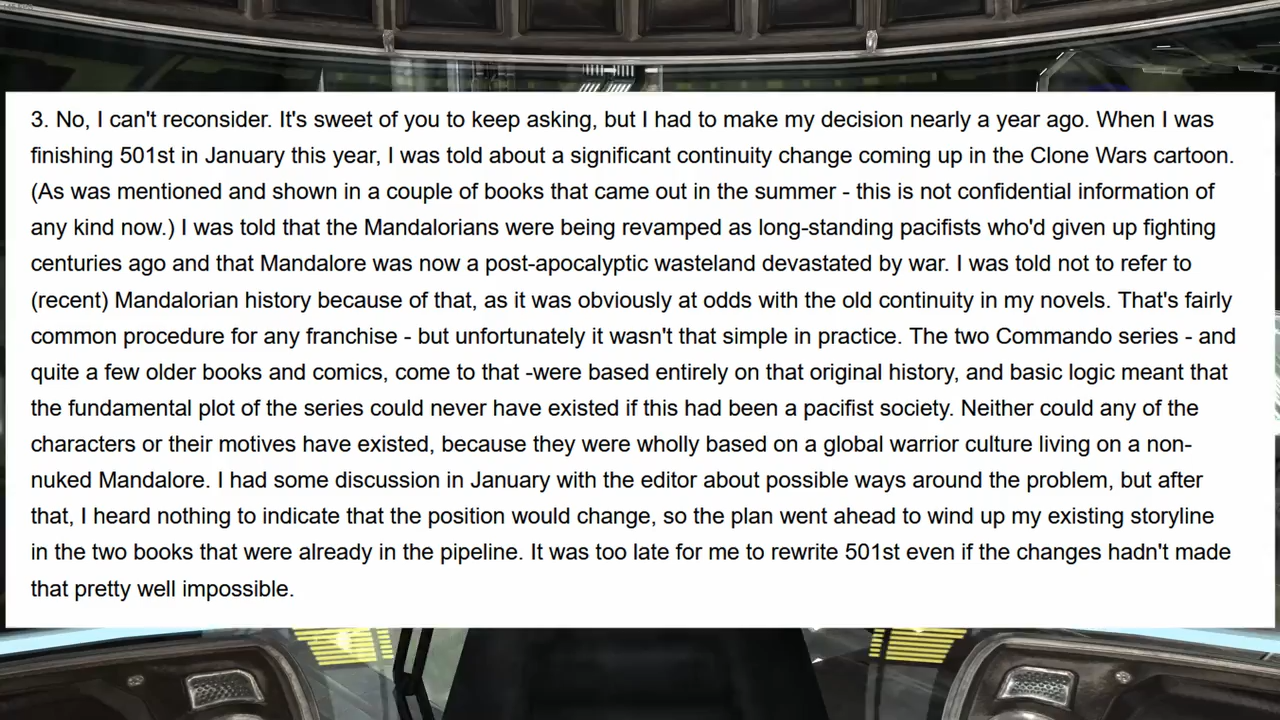 3. No, I can't reconsider. It's sweet of you to keep asking, but I had to make my decision nearly a year ago. When I was
finishing 501st in January this year, I was told about a significant continuity change coming up in the Clone Wars cartoon.
(As was mentioned and shown in a couple of books that came out in the summer - this is not confidential information of
any kind now.) I was told that the Mandalorians were being revamped as long-standing pacifists who'd given up fighting
centuries ago and that Mandalore was now a post-apocalyptic wasteland devastated by war. I was told not to refer to
(recent) Mandalorian history because of that, as it was obviously at odds with the old continuity in my novels. That's fairly
common procedure for any franchise - but unfortunately it wasn't that simple in practice. The two Commando series - and
quite a few older books and comics, come to that -were based entirely on that original history, and basic logic meant that
the fundamental plot of the series could never have existed if this had been a pacifist society. Neither could any of the
characters or their motives have existed, because they were wholly based on a global warrior culture living on a non-
nuked Mandalore. I had some discussion in January with the editor about possible ways around the problem, but after
that, I heard nothing to indicate that the position would change, so the plan went ahead to wind up my existing storyline
in the two books that were already in the pipeline. It was too late for me to rewrite 501st even if the changes hadn't made
that pretty well impossible.